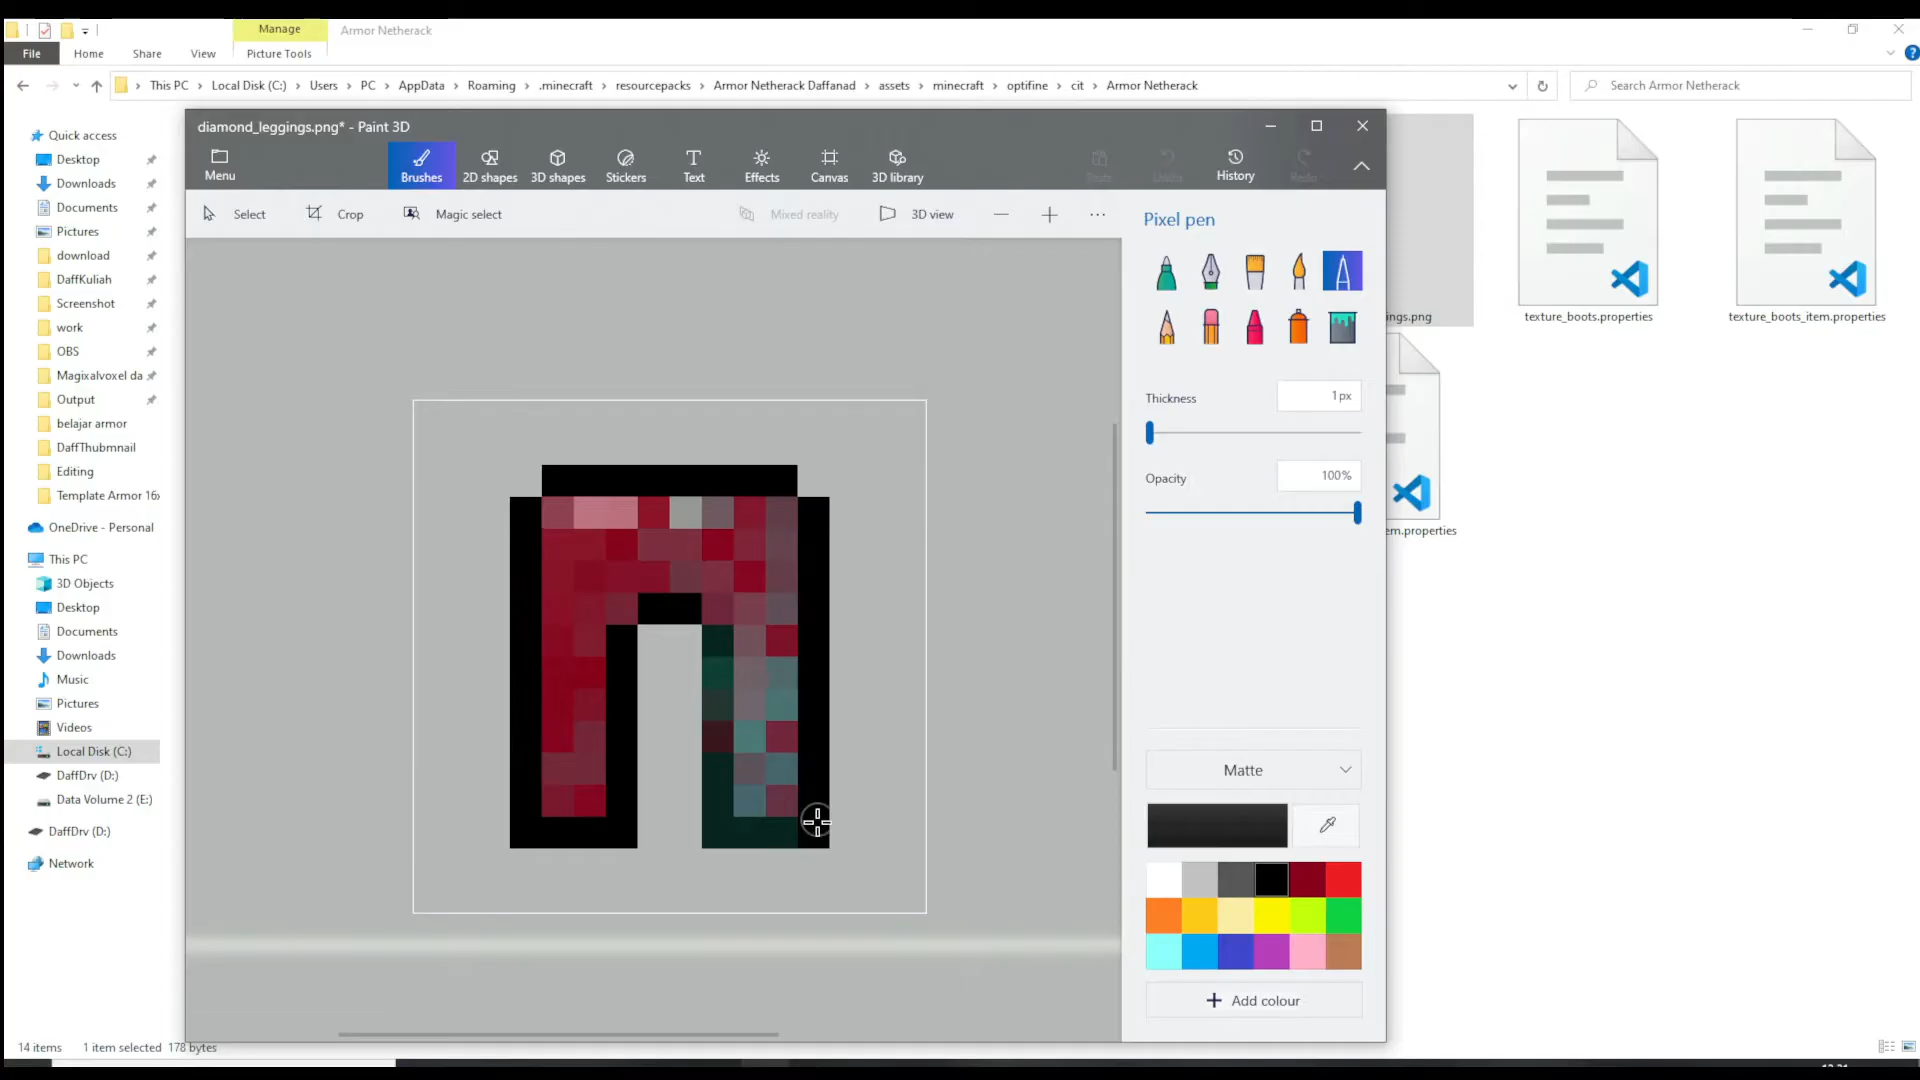 Manage
Armor Netherack
File
Home
Share
View
Picture Tools
This PC
Local Disk (C:)
Users
PC
AppData
Roaming
.minecraft
resourcepacks
Armor Netherack Daffanad
assets
minecraft
optifine
cit
Armor Netherack
Search Armor Netherack
Quick access
Desktop
Downloads
Documents
Pictures
download
DaffKuliah
Screenshot
work
OBS
Magixalvoxel da
Output
belajar armor
DaffThubmnail
Editing
Template Armor 16x
OneDrive - Personal
This PC
3D Objects
Desktop
Documents
Downloads
Music
Pictures
Videos
Local Disk (C:)
DaffDrv (D:)
Data Volume 2 (E:)
DaffDrv (D:)
Network
14 items
1 item selected
178 bytes
diamond_leggings.png* - Paint 3D
Menu
Brushes
2D shapes
3D shapes
Stickers
Text
Effects
Canvas
3D library
Paste
Undo
History
Redo
Select
Crop
Magic select
Mixed reality
3D view
Pixel pen
Thickness
1px
Opacity
100%
Matte
Add colour
ings.png
texture_boots.properties
texture_boots_item.properties
em.properties